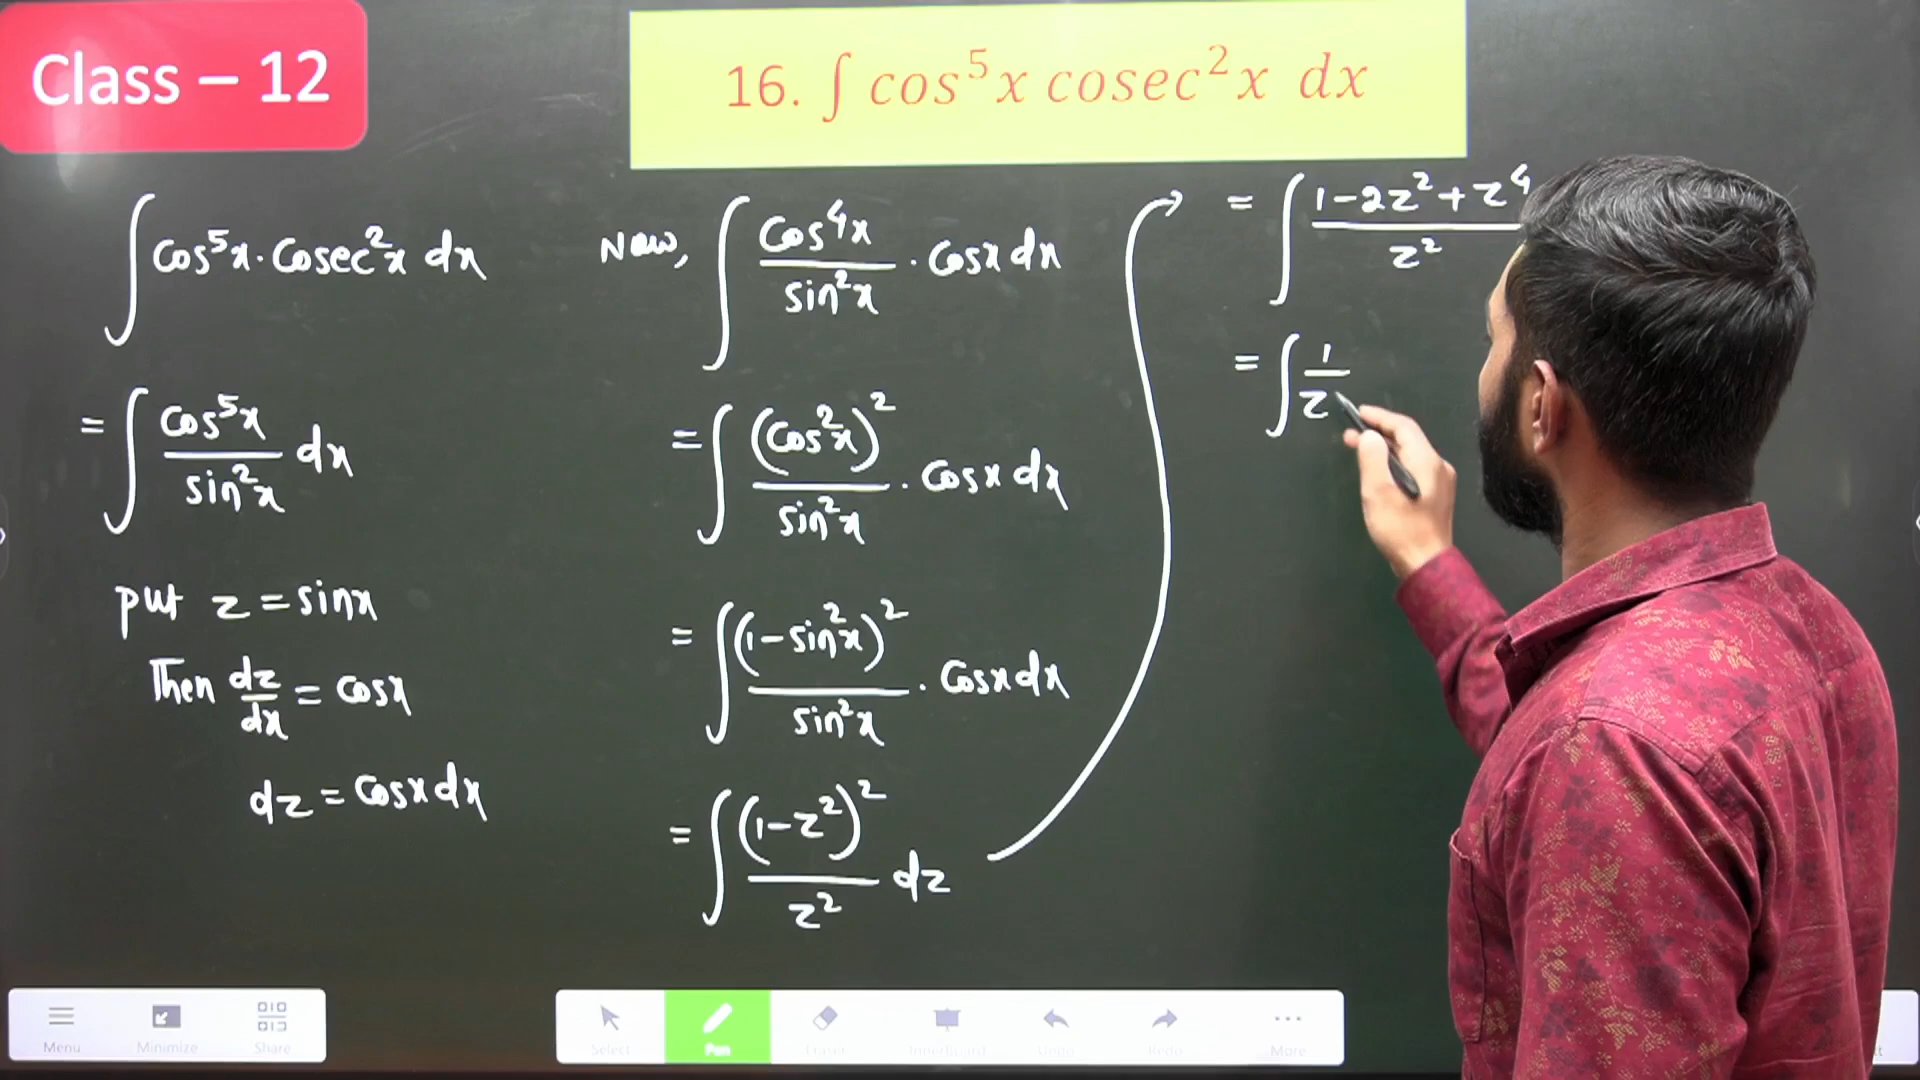 Class – 12
16. ∫ cos⁵x cosec²x dx
∫ cos⁵x · cosec²x dx
= ∫ cos⁵x / sin²x dx
put z = sinx
Then dz/dx = cosx
dz = cosx dx
Now, ∫ cos⁴x / sin²x · cosx dx
= ∫ (cos²x)² / sin²x · cosx dx
= ∫ (1 – sin²x)² / sin²x · cosx dx
= ∫ (1 – z²)² / z² dz
= ∫ 1 – 2z² + z⁴ / z²
= ∫ 1 / z
Menu Minimize Share
Select Pen Eraser Undo Redo More